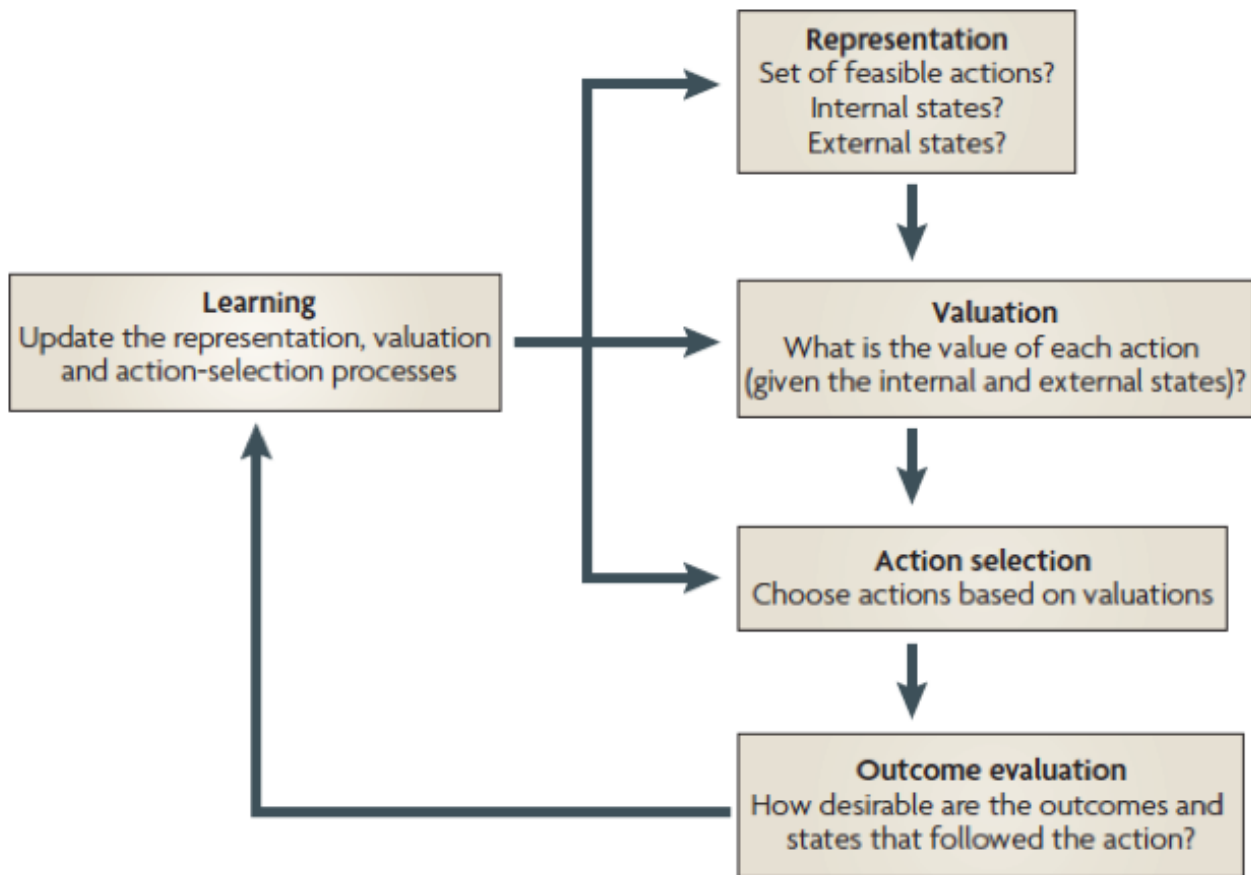 Representation
Set of feasible actions?
Internal states?
External states?
Learning
Update the representation, valuation
and action-selection processes
Valuation
What is the value of each action
(given the internal and external states)?
Action selection
Choose actions based on valuations
Outcome evaluation
How desirable are the outcomes and
states that followed the action?